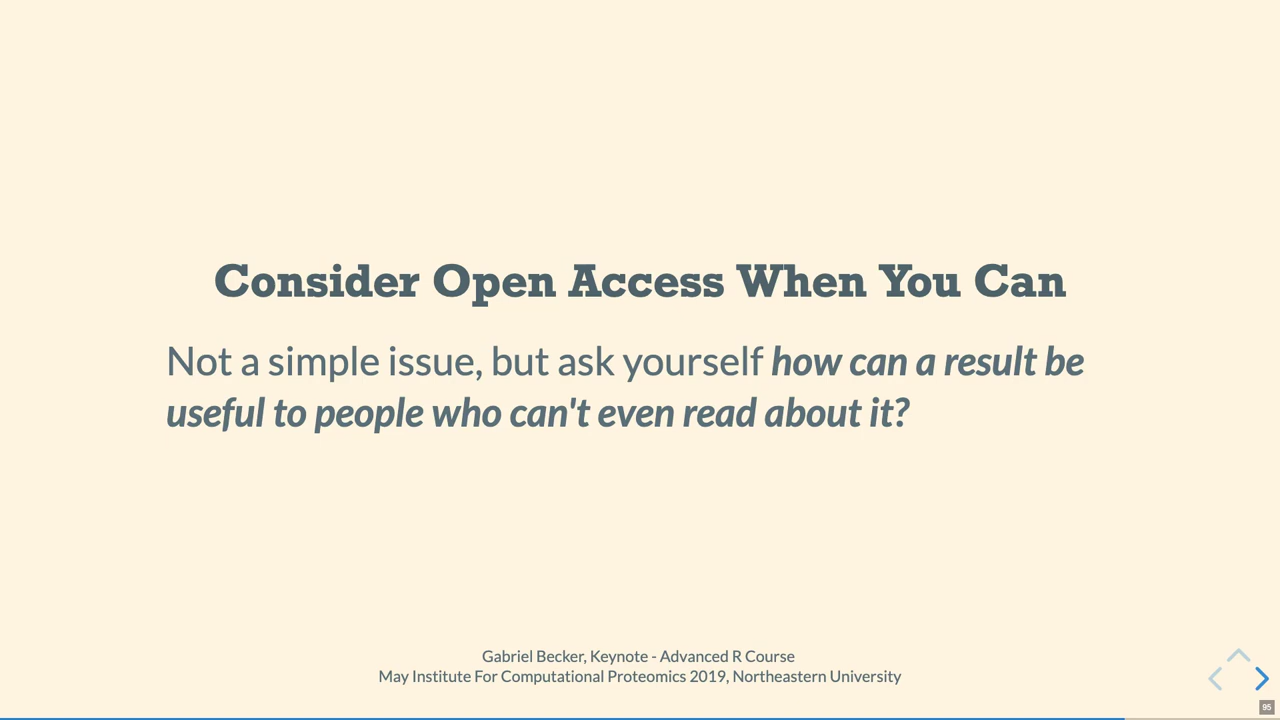 Consider Open Access When You Can
Not a simple issue, but ask yourself how can a result be
useful to people who can't even read about it?
Gabriel Becker, Keynote - Advanced R Course
May Institute For Computational Proteomics 2019, Northeastern University
95